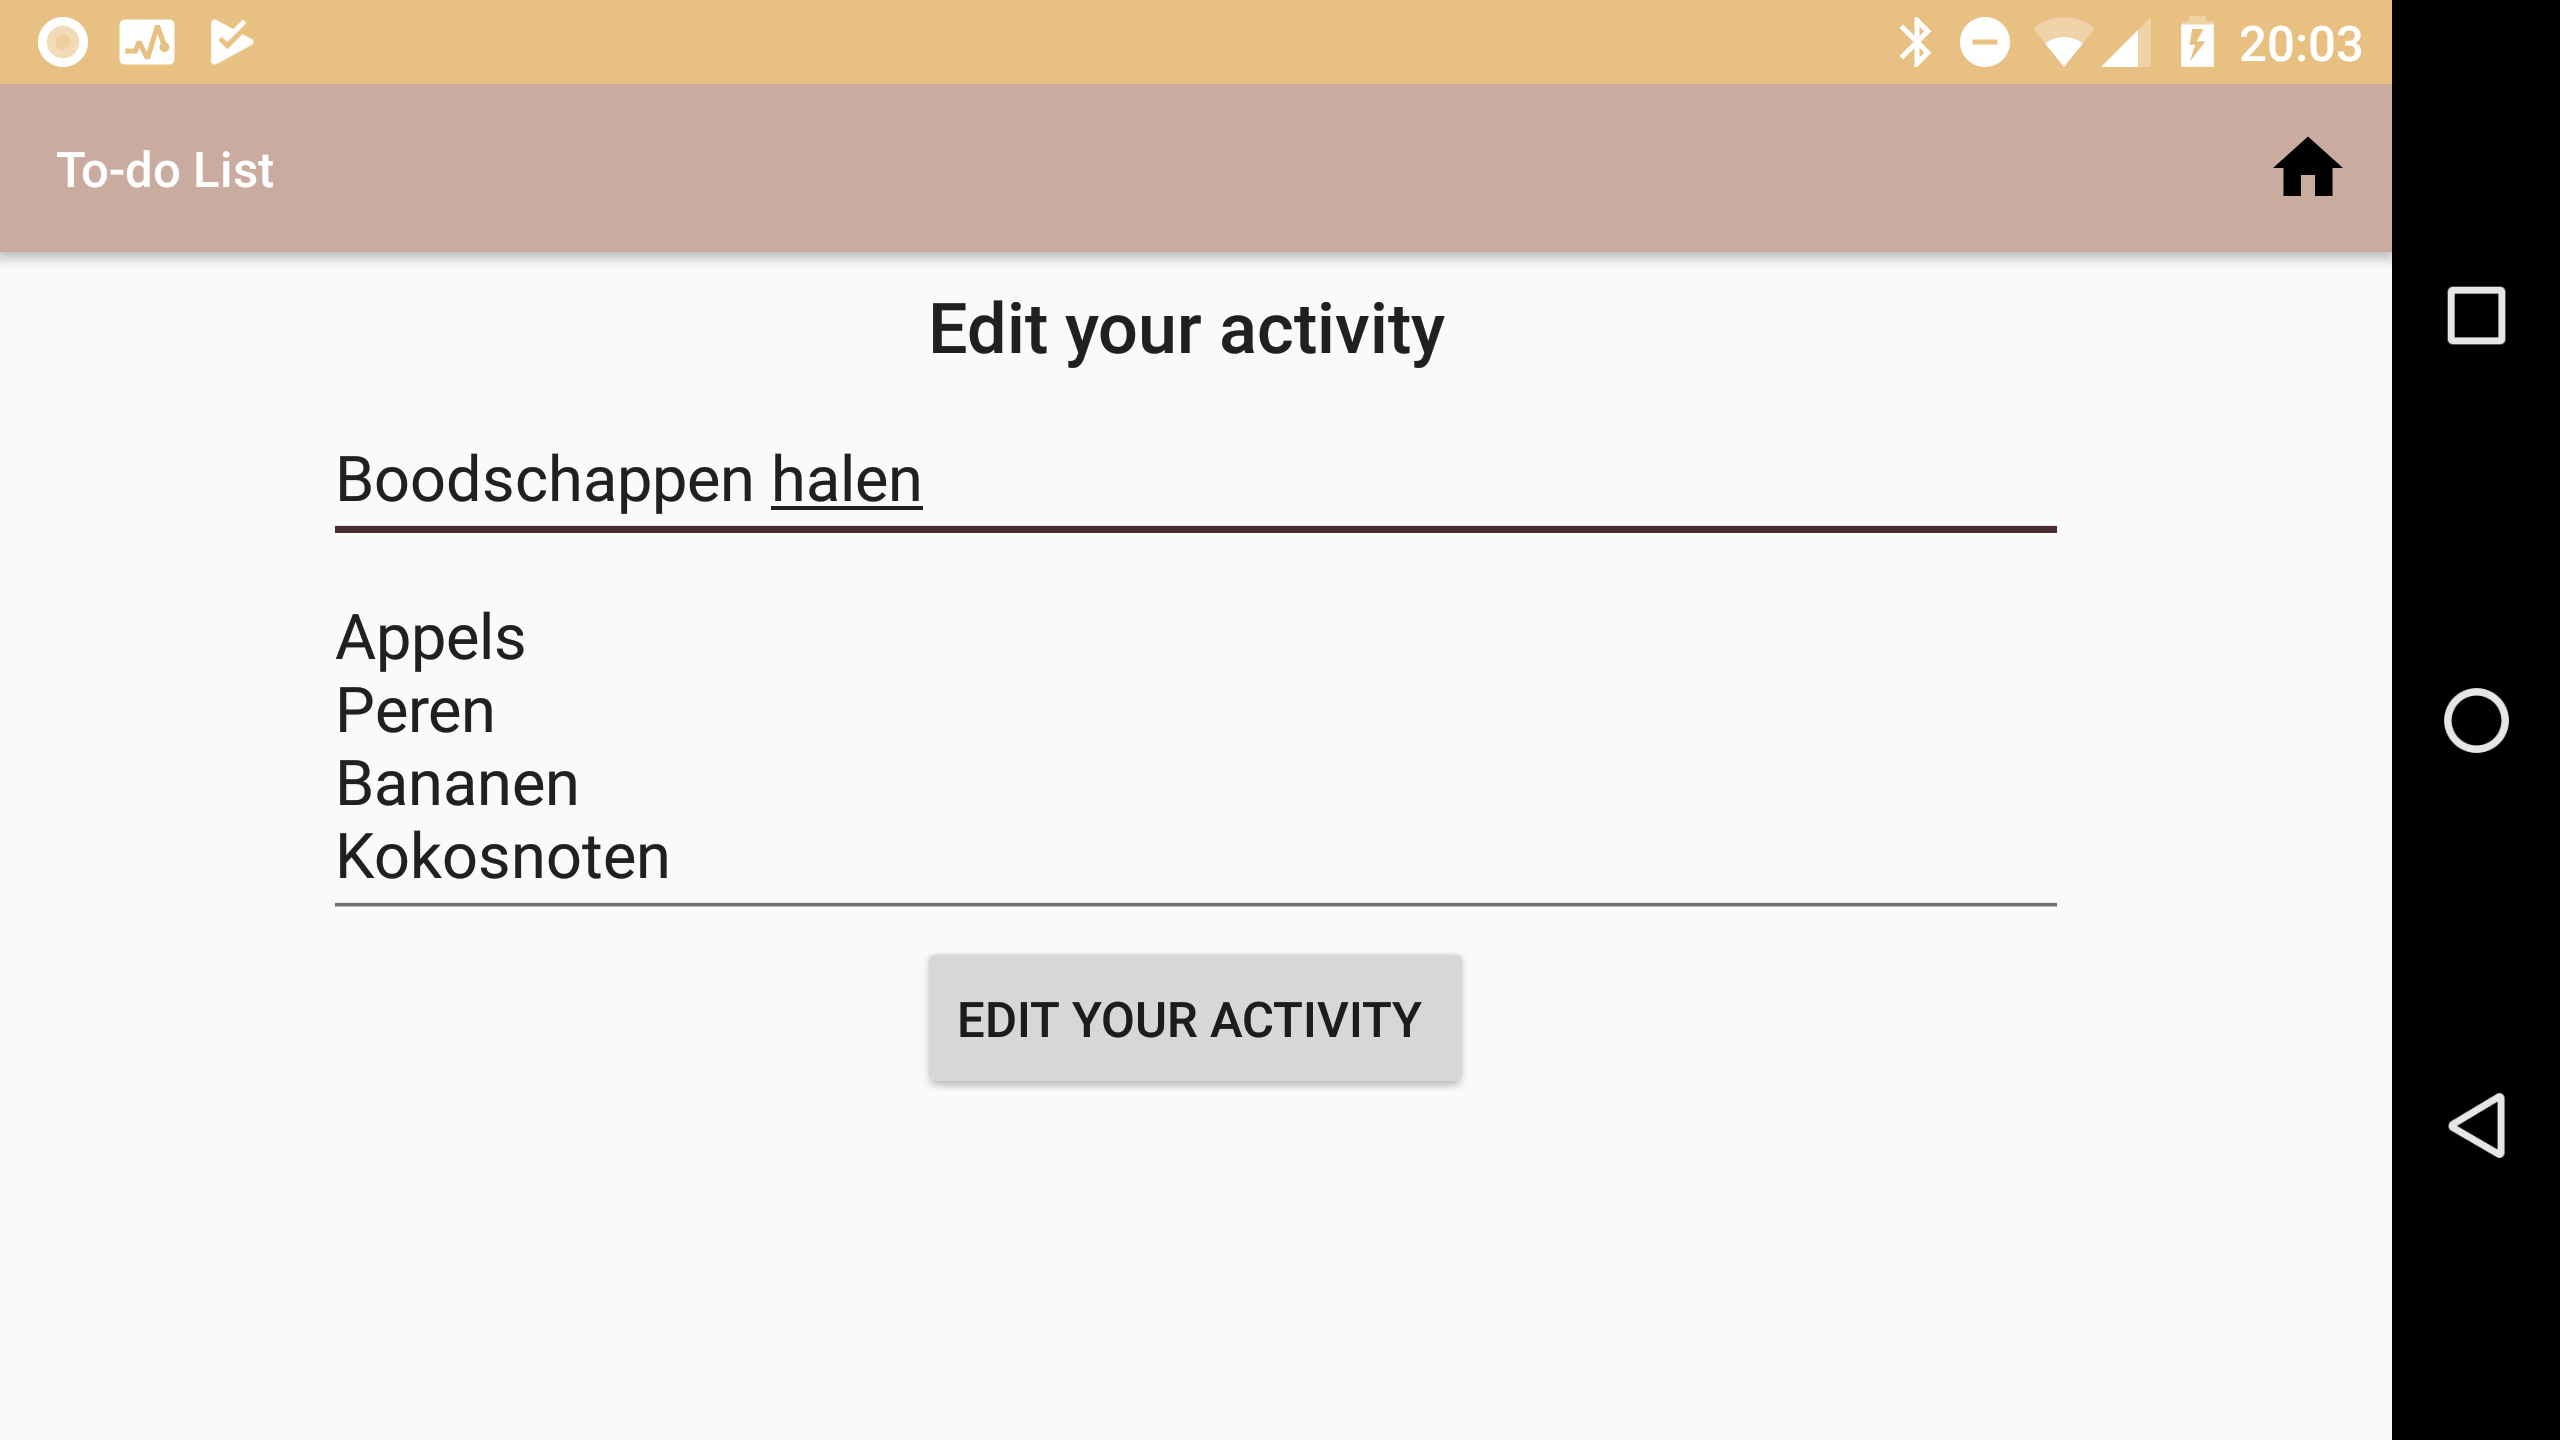 20:03
To-do List
Edit your activity
Boodschappen halen
Appels
Peren
Bananen
Kokosnoten
EDIT YOUR ACTIVITY